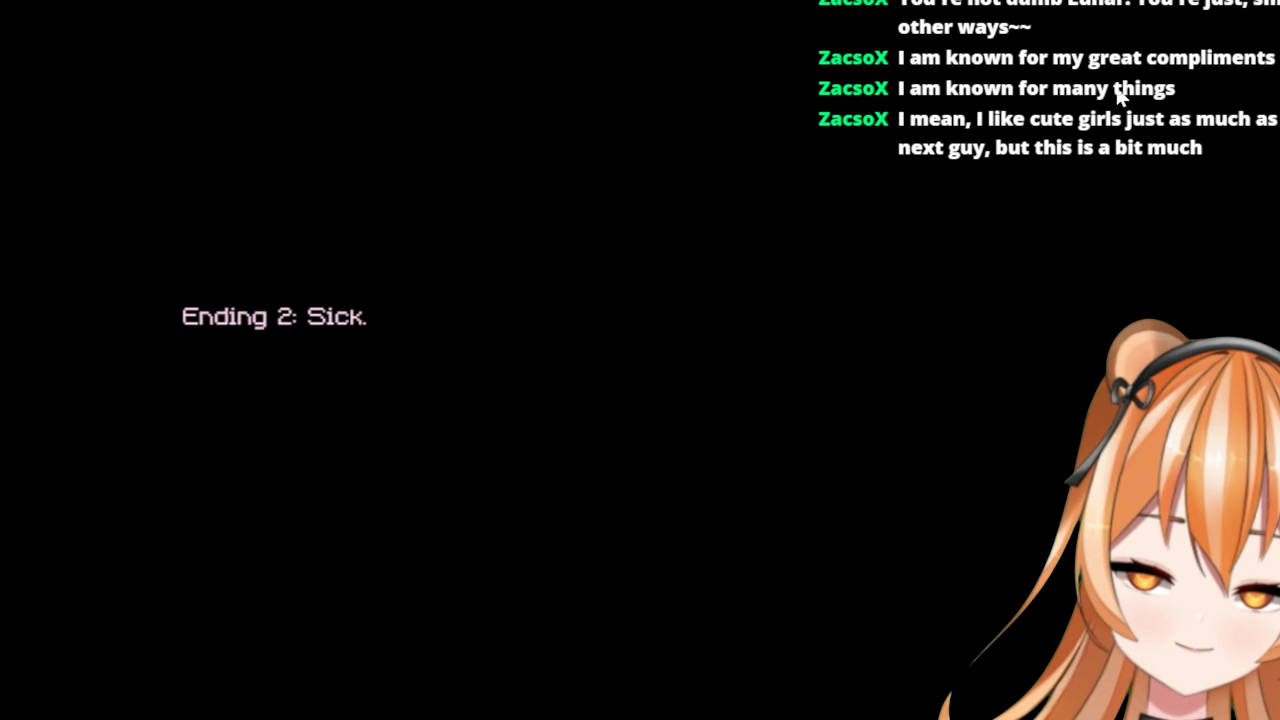 other ways~~
ZacsoX I am known for my great compliments
ZacsoX I am known for many things
ZacsoX I mean, I like cute girls just as much as
next guy, but this is a bit much
Ending 2: Sick.